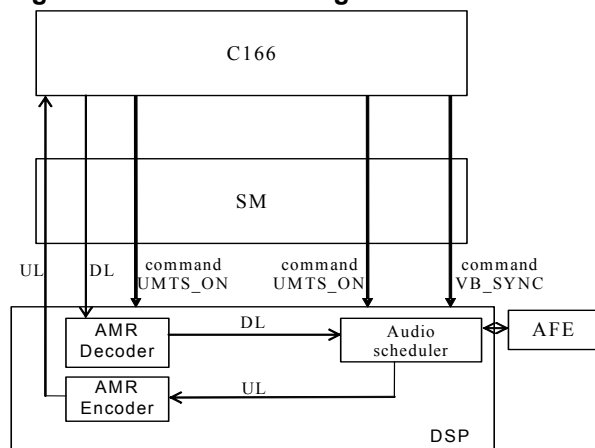 C166
SM
UL
DL
command
UMTS_ON
command
UMTS_ON
command
VB_SYNC
AMR
Decoder
DL
Audio
scheduler
AFE
AMR
Encoder
UL
DSP